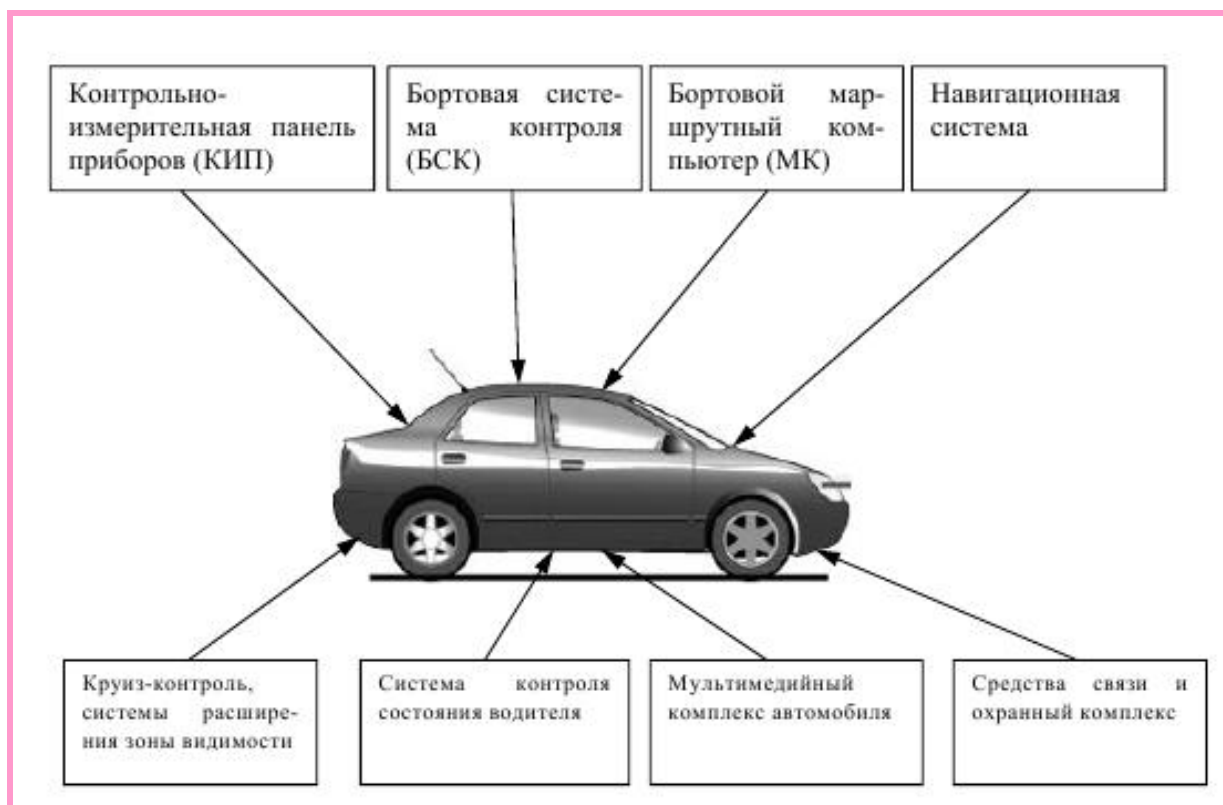 Контрольно-
измерительная панель
приборов (КИП)
Бортовая систе-
ма контроля
(БСК)
Бортовой мар-
шрутный ком-
пьютер (МК)
Навигационная
система
Круиз-контроль,
системы расшире-
ния зоны видимости
Система контроля
состояния водителя
Мультимедийный
комплекс автомобиля
Средства связи и
охранный комплекс